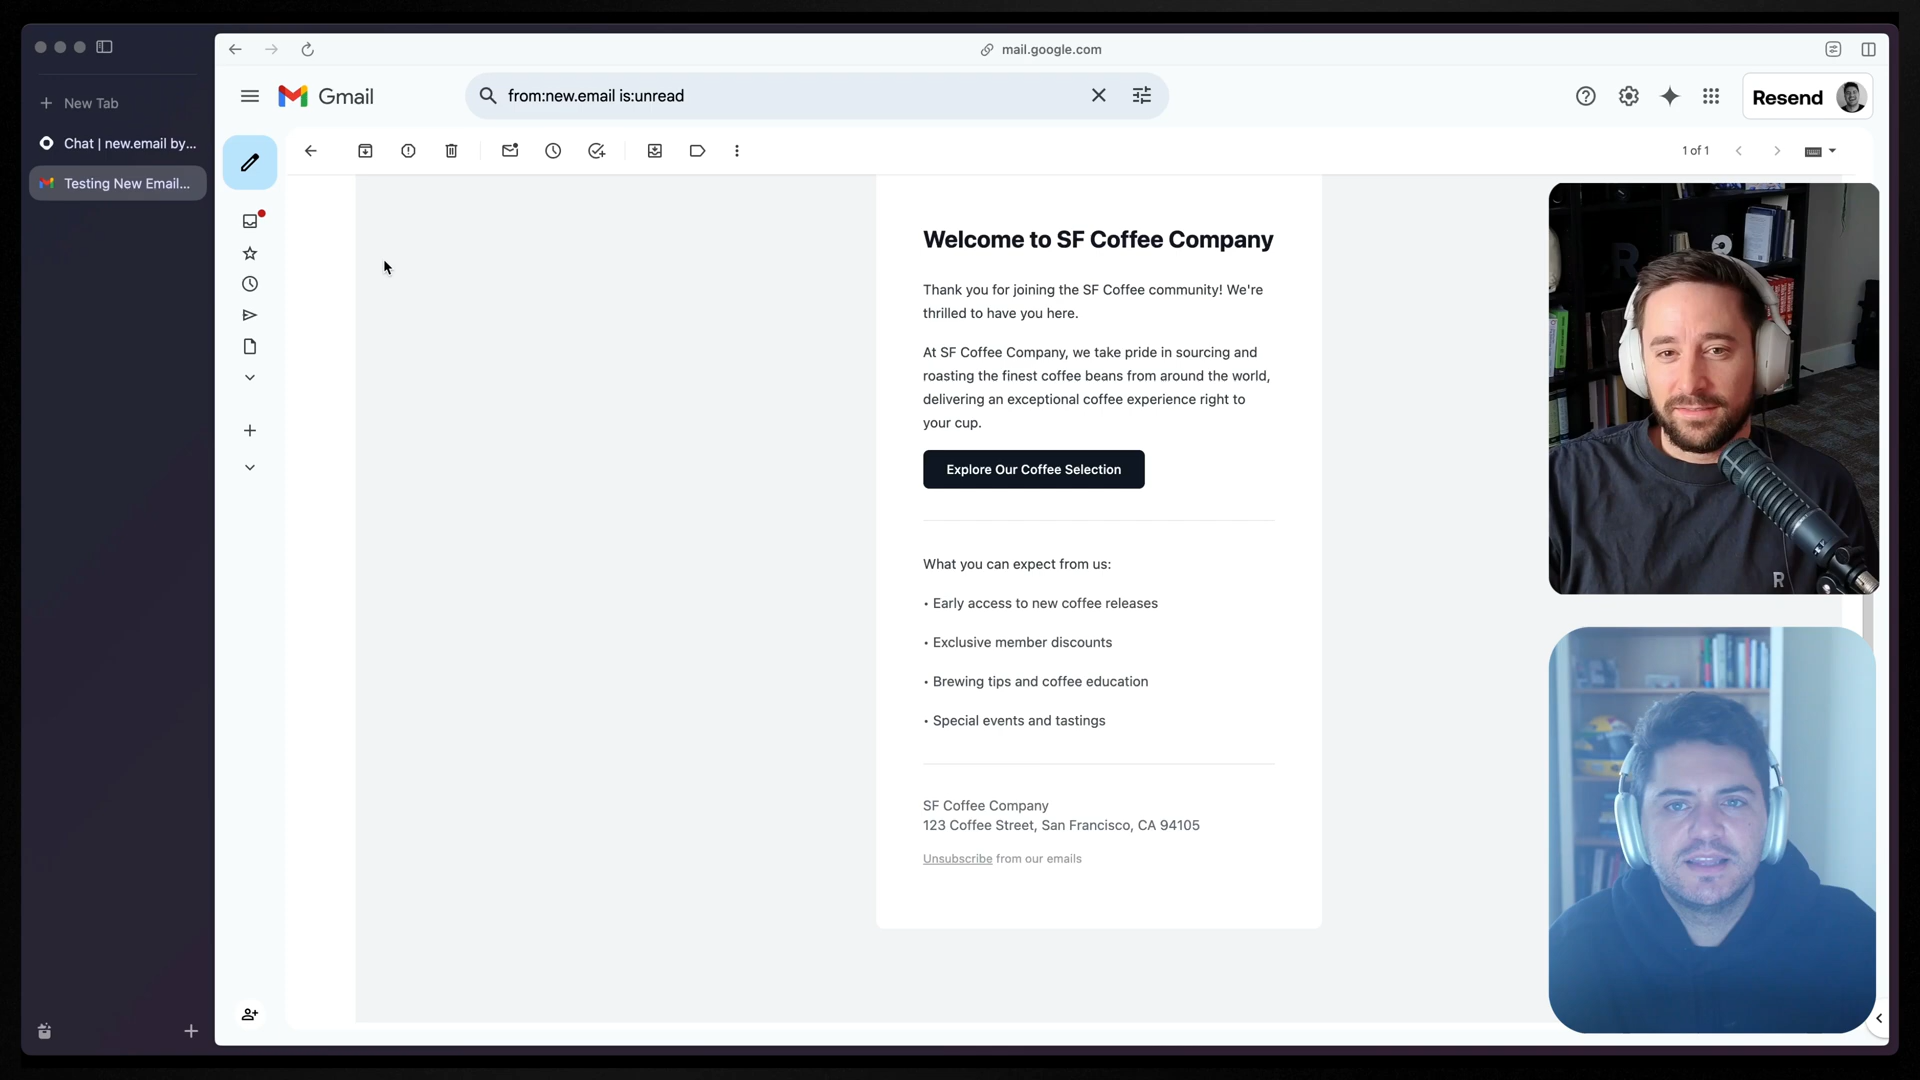 mail.google.com
New Tab
Chat | new.email by...
Testing New Email...
Gmail
from:new.email is:unread
Resend
1 of 1
Welcome to SF Coffee Company
Thank you for joining the SF Coffee community! We're
thrilled to have you here.
At SF Coffee Company, we take pride in sourcing and
roasting the finest coffee beans from around the world,
delivering an exceptional coffee experience right to
your cup.
Explore Our Coffee Selection
What you can expect from us:
• Early access to new coffee releases
• Exclusive member discounts
• Brewing tips and coffee education
• Special events and tastings
SF Coffee Company
123 Coffee Street, San Francisco, CA 94105
Unsubscribe from our emails
R
R